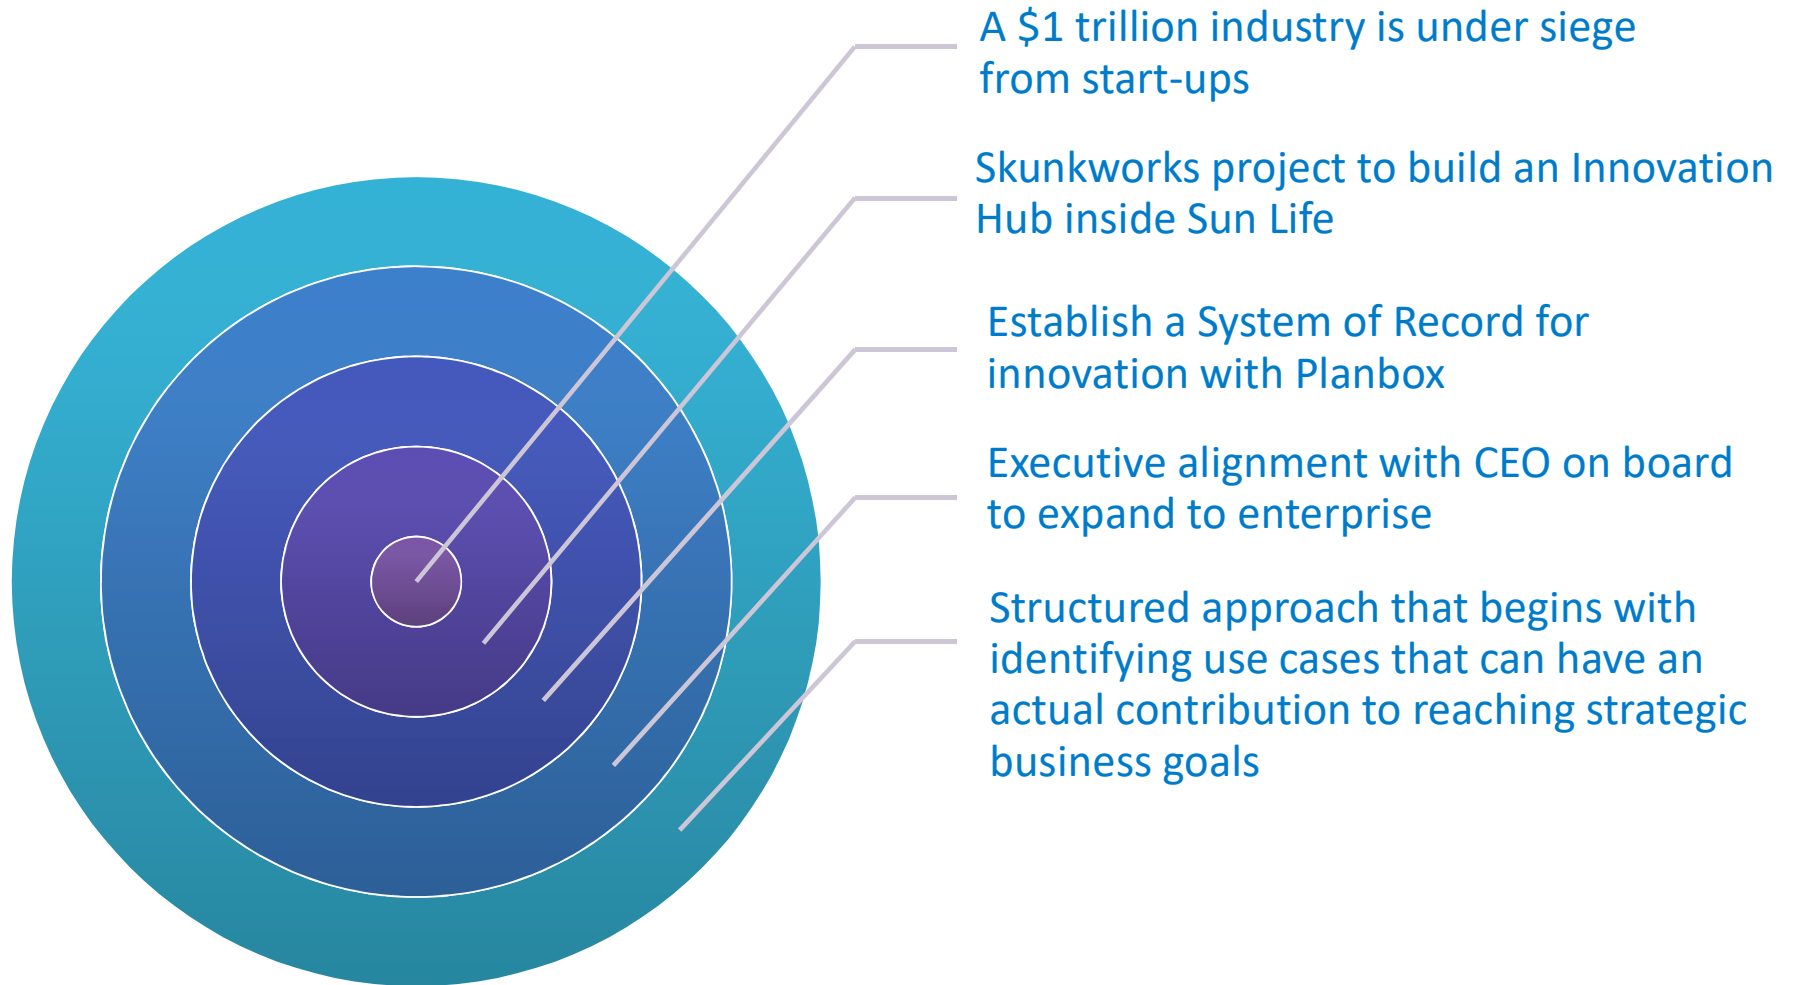 A $1 trillion industry is under siege
from start-ups
Skunkworks project to build an Innovation
Hub inside Sun Life
Establish a System of Record for
innovation with Planbox
Executive alignment with CEO on board
to expand to enterprise
Structured approach that begins with
identifying use cases that can have an
actual contribution to reaching strategic
business goals